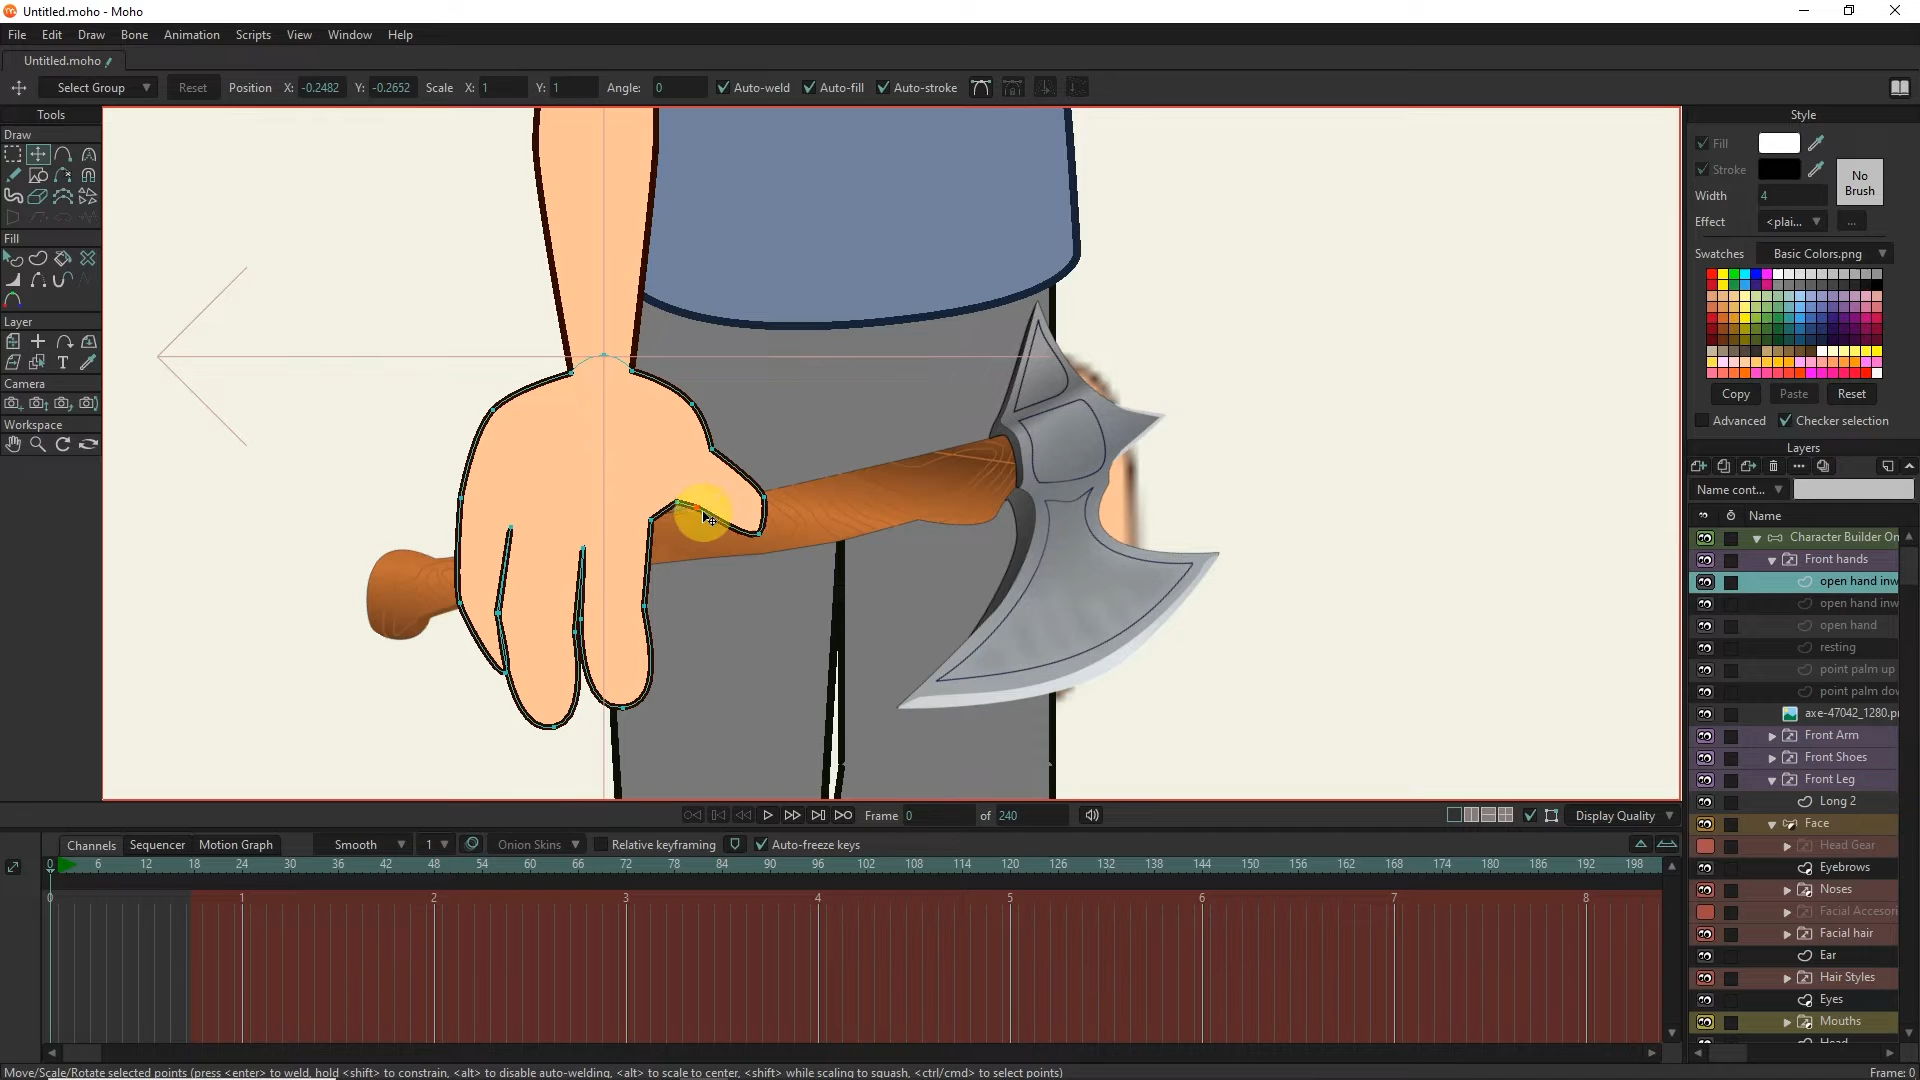 Untitled.moho - Moho
File Edit Draw Bone Animation Scripts View Window Help
Untitled.moho
Select Group Reset Position X: -0.2482 Y: -0.2652 Scale X: 1 Y: 1 Angle: 0 Auto-weld Auto-fill Auto-stroke
Tools
Draw
Fill
Layer
Camera
Workspace
Style
Fill
Stroke
No Brush
Width 4
Effect <plai... ...
Swatches Basic Colors.png
Copy Paste Reset
Advanced Checker selection
Layers
Name cont...
Name
Character Builder On
Front hands
open hand inw
open hand inw
open hand
resting
point palm up
point palm dov
axe-47042_1280.p
Front Arm
Front Shoes
Front Leg
Long 2
Face
Head Gear
Eyebrows
Noses
Facial Accesori
Facial hair
Ear
Hair Styles
Eyes
Mouths
Frame 0 of 240 Display Quality
Channels Sequencer Motion Graph Smooth 1 Onion Skins Relative keyframing Auto-freeze keys
0 6 12 18 24 30 36 42 48 54 60 66 72 78 84 90 96 102 108 114 120 126 132 138 144 150 156 162 168 174 180 186 192 198
0 1 2 3 4 5 6 7 8
Move/Scale/Rotate selected points (press <enter> to weld, hold <shift> to constrain, <alt> to disable auto-welding, <alt> to scale to center, <shift> while scaling to squash, <ctrl/cmd> to select points) Frame: 0